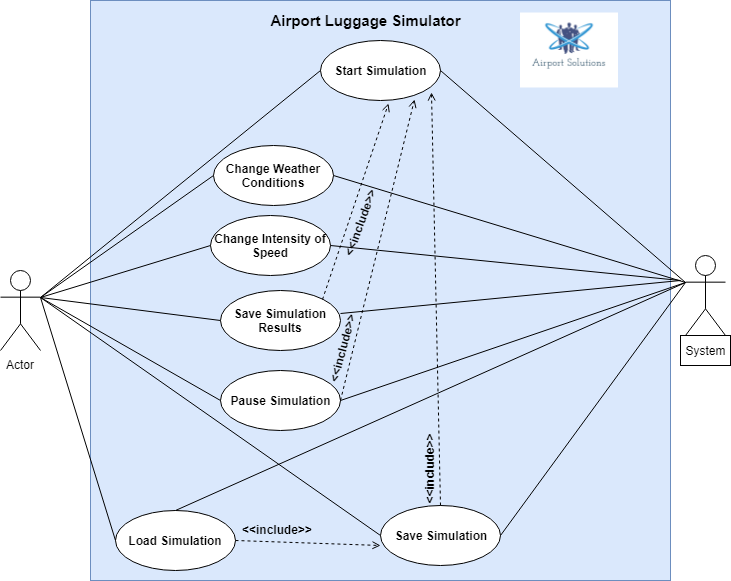 Airport Luggage Simulator
Airport Solutions
Start Simulation
Change Weather
Conditions
<<include>>
Change Intensity of
Speed
Save Simulation
Results
<<include>>
Pause Simulation
Actor
System
<<include>>
Load Simulation
<<include>>
Save Simulation